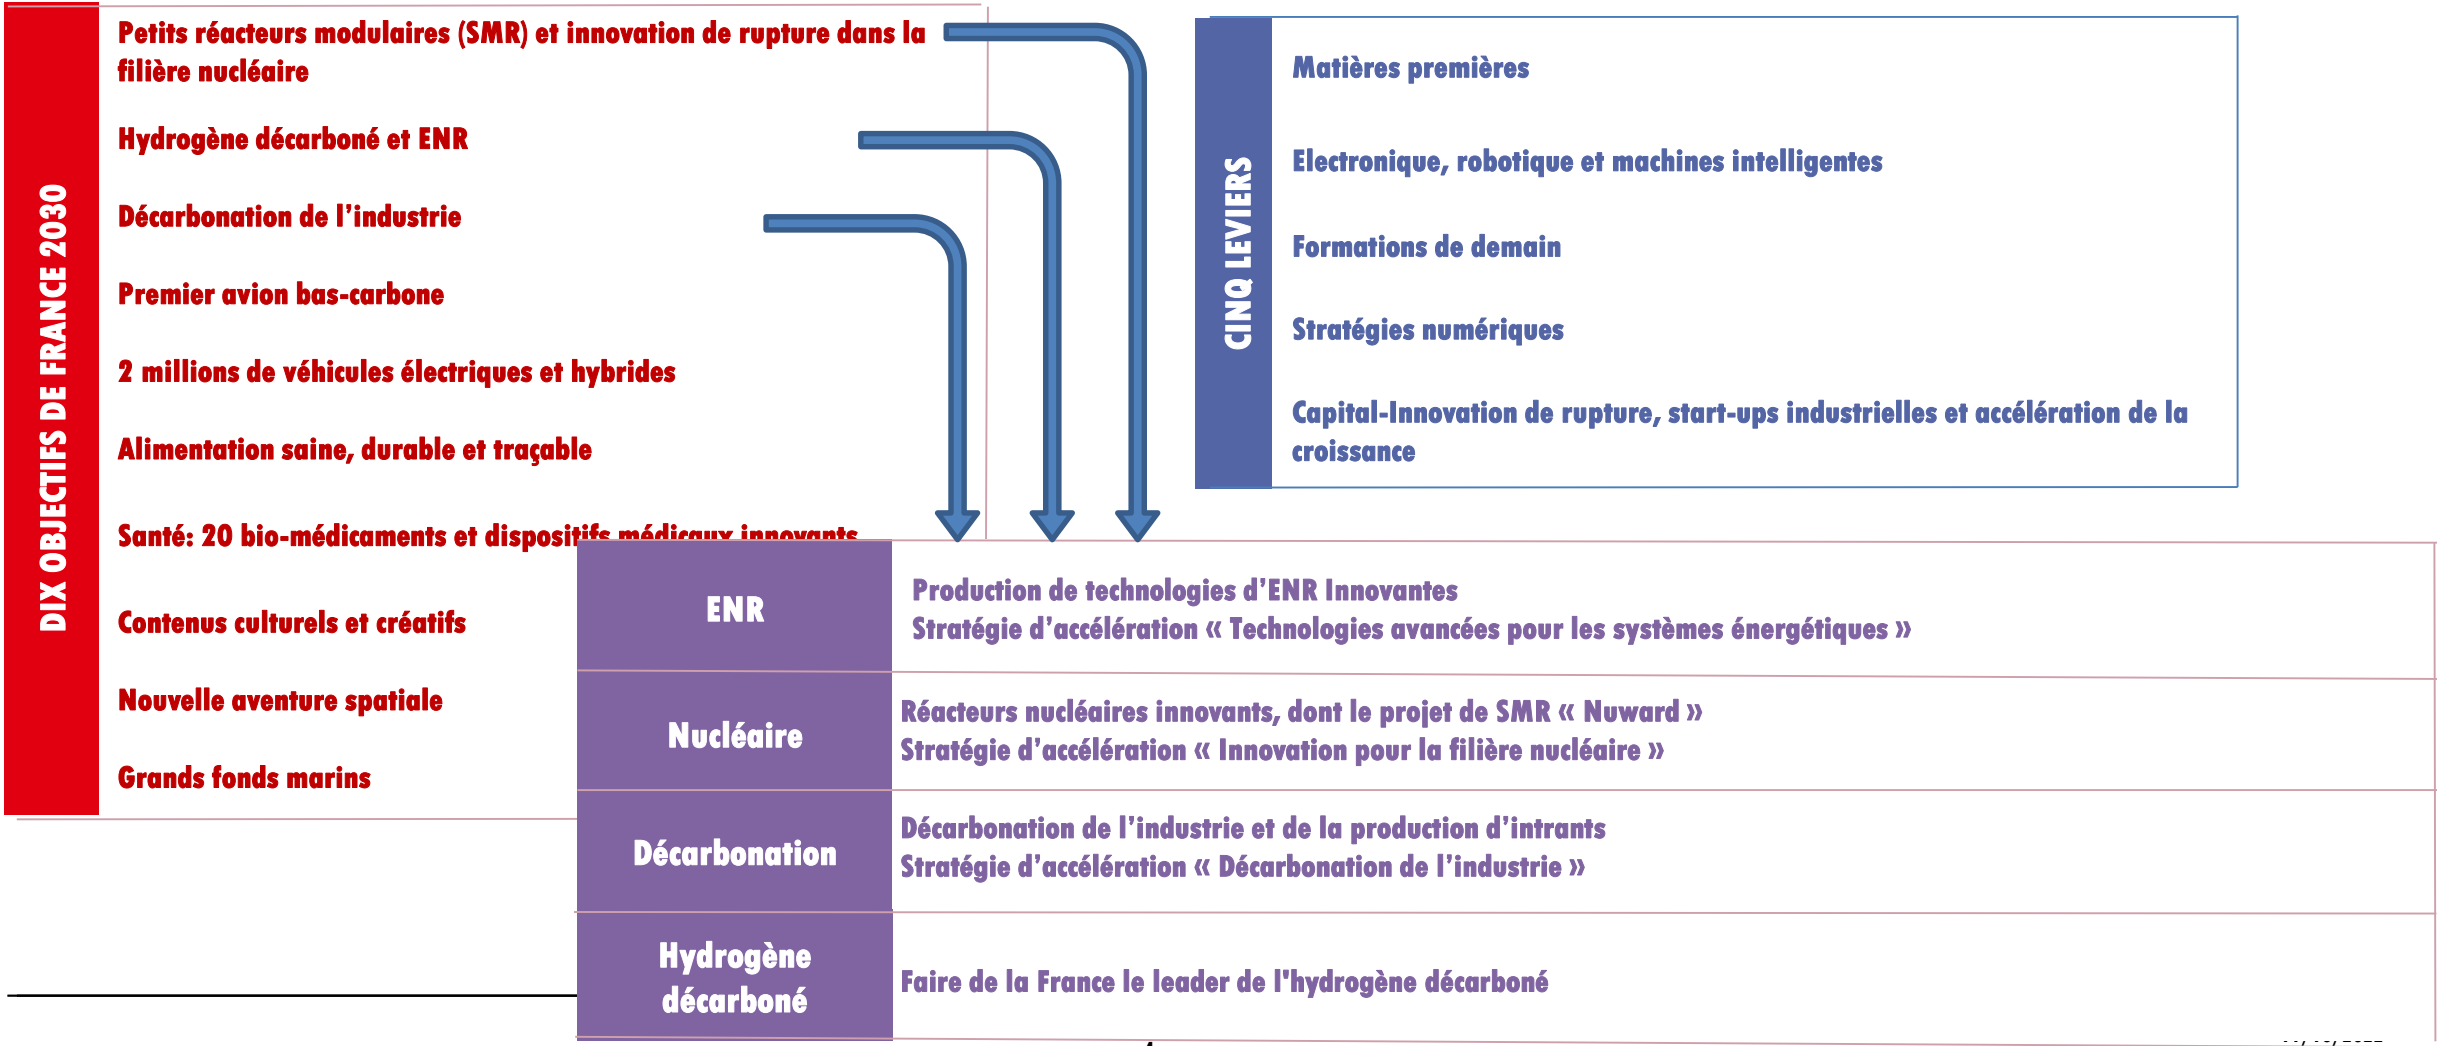 DIX OBJECTIFS DE FRANCE 2030
Petits réacteurs modulaires (SMR) et innovation de rupture dans la
filière nucléaire
Hydrogène décarboné et ENR
Décarbonation de l’industrie
Premier avion bas-carbone
2 millions de véhicules électriques et hybrides
Alimentation saine, durable et traçable
Santé: 20 bio-médicaments et dispositifs médicaux innovants
Contenus culturels et créatifs
Nouvelle aventure spatiale
Grands fonds marins
CINQ LEVIERS
Matières premières
Electronique, robotique et machines intelligentes
Formations de demain
Stratégies numériques
Capital-Innovation de rupture, start-ups industrielles et accélération de la
croissance
ENR
Production de technologies d’ENR Innovantes
Stratégie d’accélération « Technologies avancées pour les systèmes énergétiques »
Nucléaire
Réacteurs nucléaires innovants, dont le projet de SMR « Nuward »
Stratégie d’accélération « Innovation pour la filière nucléaire »
Décarbonation
Décarbonation de l’industrie et de la production d’intrants
Stratégie d’accélération « Décarbonation de l’industrie »
Hydrogène
décarboné
Faire de la France le leader de l'hydrogène décarboné